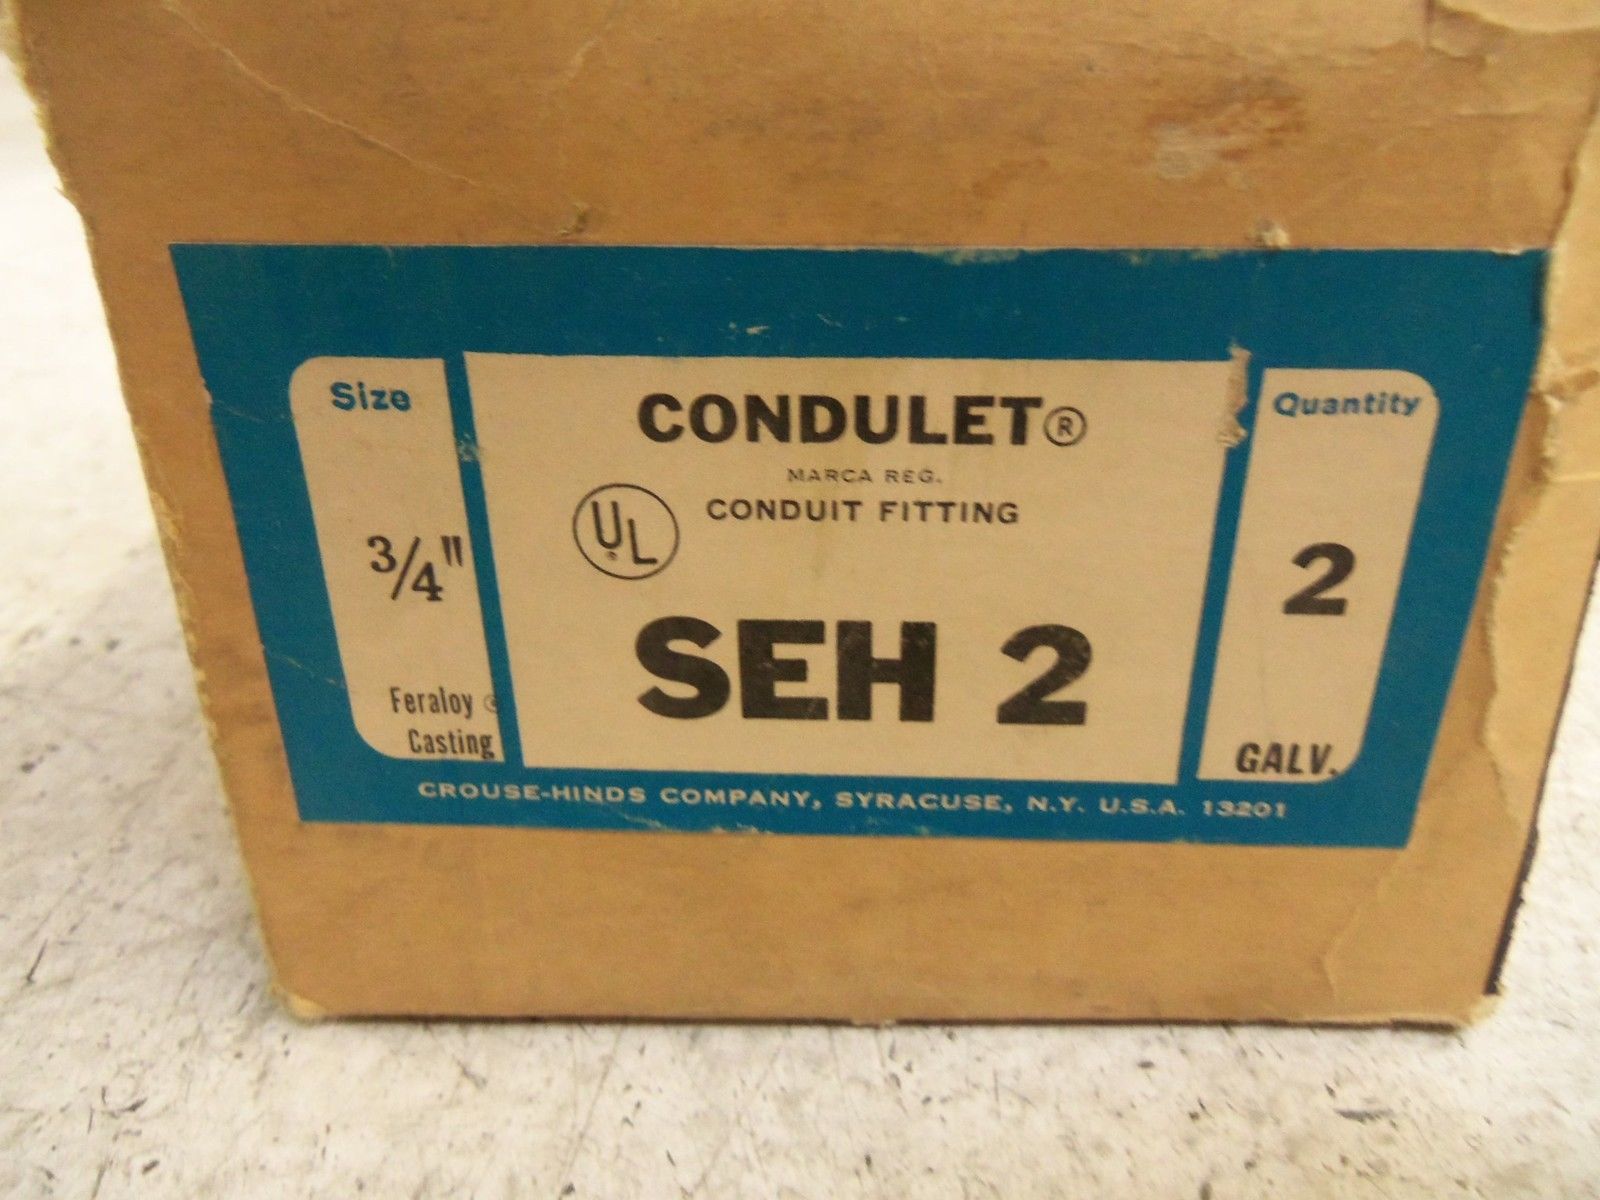 Size
3/4"
Feraloy ®
Casting
CONDULET®
MARCA REG.
UL®
CONDUIT FITTING
SEH 2
Quantity
2
GALV.
CROUSE-HINDS COMPANY, SYRACUSE, N.Y. U.S.A. 13201